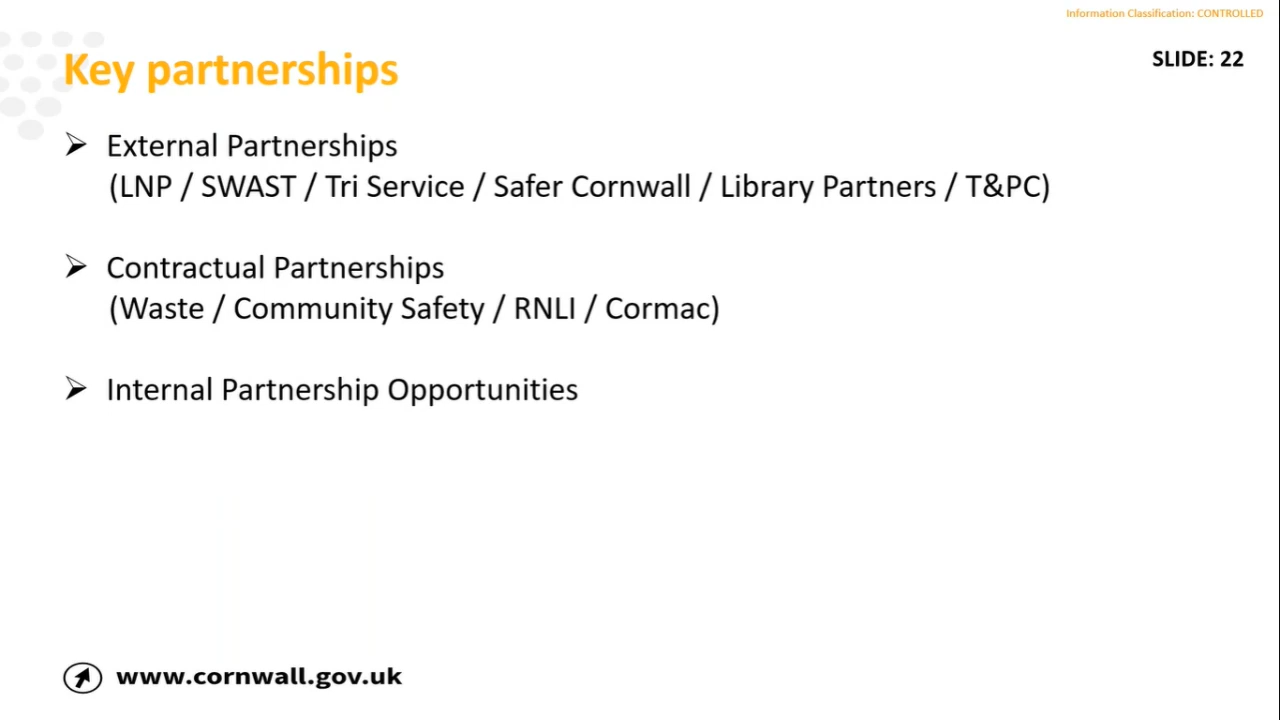 Information Classification: CONTROLLED
Key partnerships
SLIDE: 22
➢ External Partnerships
(LNP / SWAST / Tri Service / Safer Cornwall / Library Partners / T&PC)
➢ Contractual Partnerships
(Waste / Community Safety / RNLI / Cormac)
➢ Internal Partnership Opportunities
www.cornwall.gov.uk